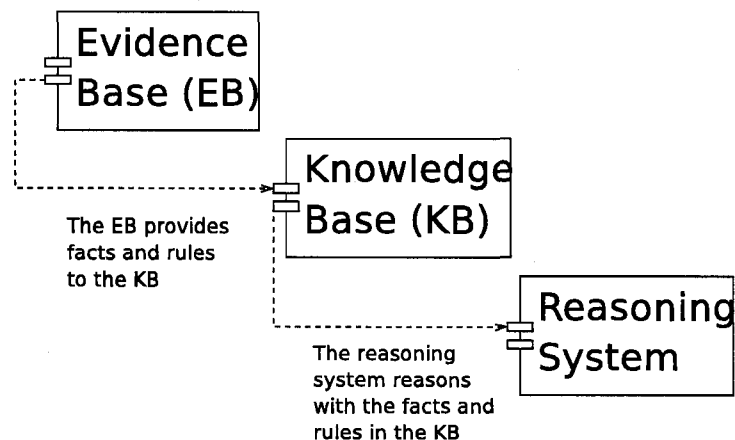 Evidence
Base (EB)
Knowledge
Base (KB)
The EB provides
facts and rules
to the KB
Reasoning
System
The reasoning
system reasons
with the facts and
rules in the KB